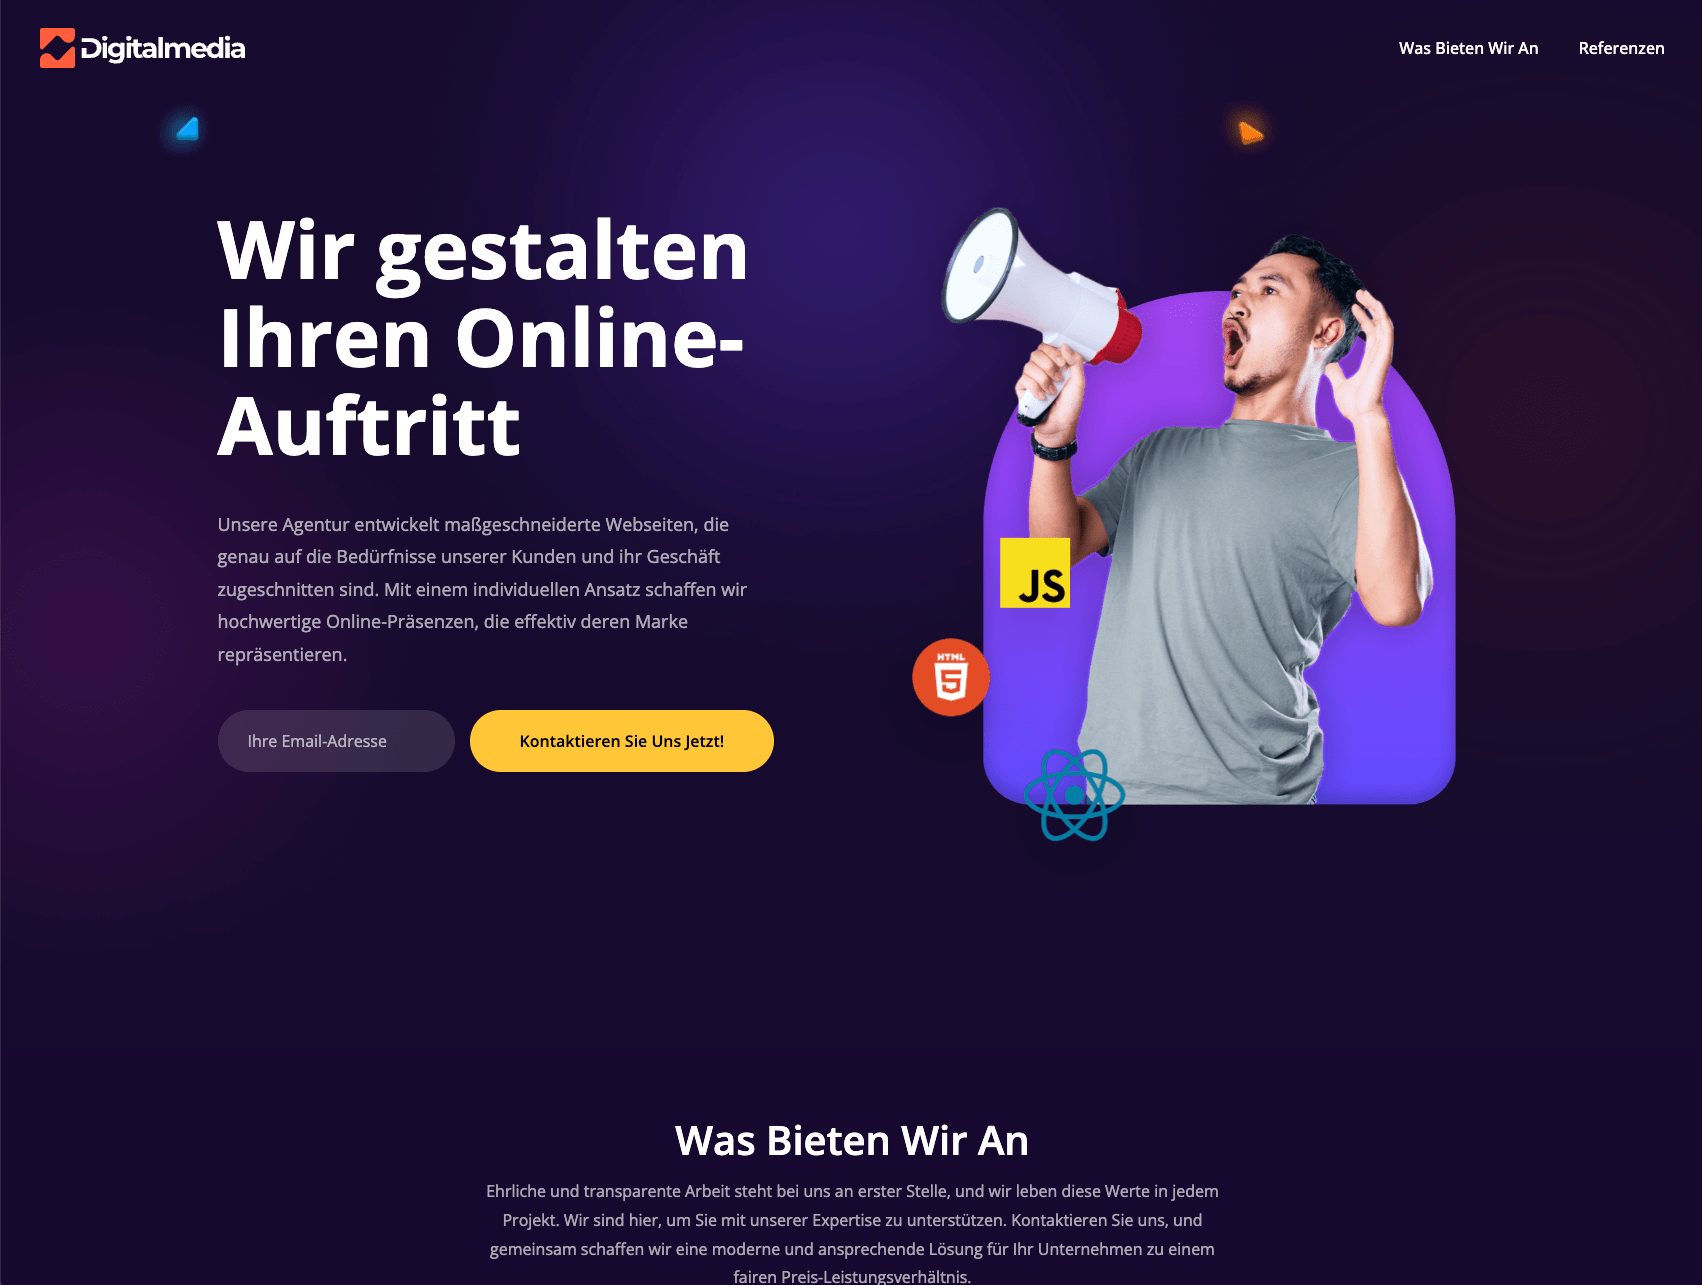 Digitalmedia
Was Bieten Wir An
Referenzen
Wir gestalten
Ihren Online-
Auftritt
Unsere Agentur entwickelt maßgeschneiderte Webseiten, die
genau auf die Bedürfnisse unserer Kunden und ihr Geschäft
zugeschnitten sind. Mit einem individuellen Ansatz schaffen wir
hochwertige Online-Präsenzen, die effektiv deren Marke
repräsentieren.
Ihre Email-Adresse
Kontaktieren Sie Uns Jetzt!
JS
HTML
5
Was Bieten Wir An
Ehrliche und transparente Arbeit steht bei uns an erster Stelle, und wir leben diese Werte in jedem
Projekt. Wir sind hier, um Sie mit unserer Expertise zu unterstützen. Kontaktieren Sie uns, und
gemeinsam schaffen wir eine moderne und ansprechende Lösung für Ihr Unternehmen zu einem
fairen Preis-Leistungsverhältnis.